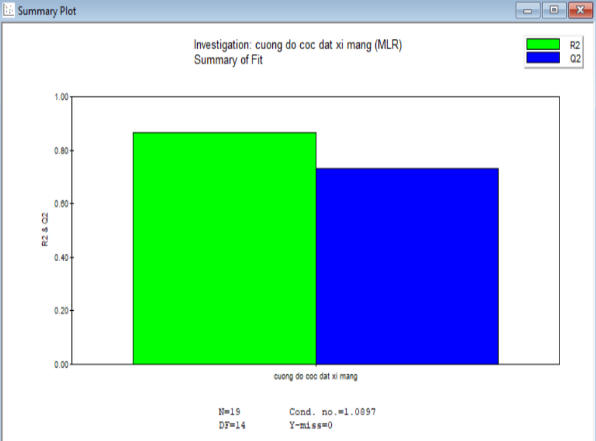 Summary Plot
Investigation: cuong do coc dat xi mang (MLR)
Summary of Fit
R2
Q2
1.00
0.80
0.60
0.40
0.20
0.00
R2 & Q2
cuong do coc dat xi mang
N=19 Cond. no.=1.0897
DF=14 Y-miss=0